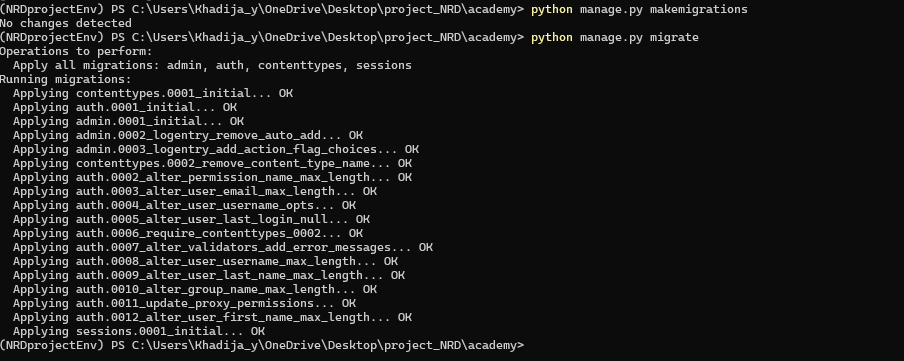 (NRDprojectEnv) PS C:\Users\Khadija_y\OneDrive\Desktop\project_NRD\academy> python manage.py makemigrations
No changes detected
(NRDprojectEnv) PS C:\Users\Khadija_y\OneDrive\Desktop\project_NRD\academy> python manage.py migrate
Operations to perform:
  Apply all migrations: admin, auth, contenttypes, sessions
Running migrations:
  Applying contenttypes.0001_initial... OK
  Applying auth.0001_initial... OK
  Applying admin.0001_initial... OK
  Applying admin.0002_logentry_remove_auto_add... OK
  Applying admin.0003_logentry_add_action_flag_choices... OK
  Applying contenttypes.0002_remove_content_type_name... OK
  Applying auth.0002_alter_permission_name_max_length... OK
  Applying auth.0003_alter_user_email_max_length... OK
  Applying auth.0004_alter_user_username_opts... OK
  Applying auth.0005_alter_user_last_login_null... OK
  Applying auth.0006_require_contenttypes_0002... OK
  Applying auth.0007_alter_validators_add_error_messages... OK
  Applying auth.0008_alter_user_username_max_length... OK
  Applying auth.0009_alter_user_last_name_max_length... OK
  Applying auth.0010_alter_group_name_max_length... OK
  Applying auth.0011_update_proxy_permissions... OK
  Applying auth.0012_alter_user_first_name_max_length... OK
  Applying sessions.0001_initial... OK
(NRDprojectEnv) PS C:\Users\Khadija_y\OneDrive\Desktop\project_NRD\academy>